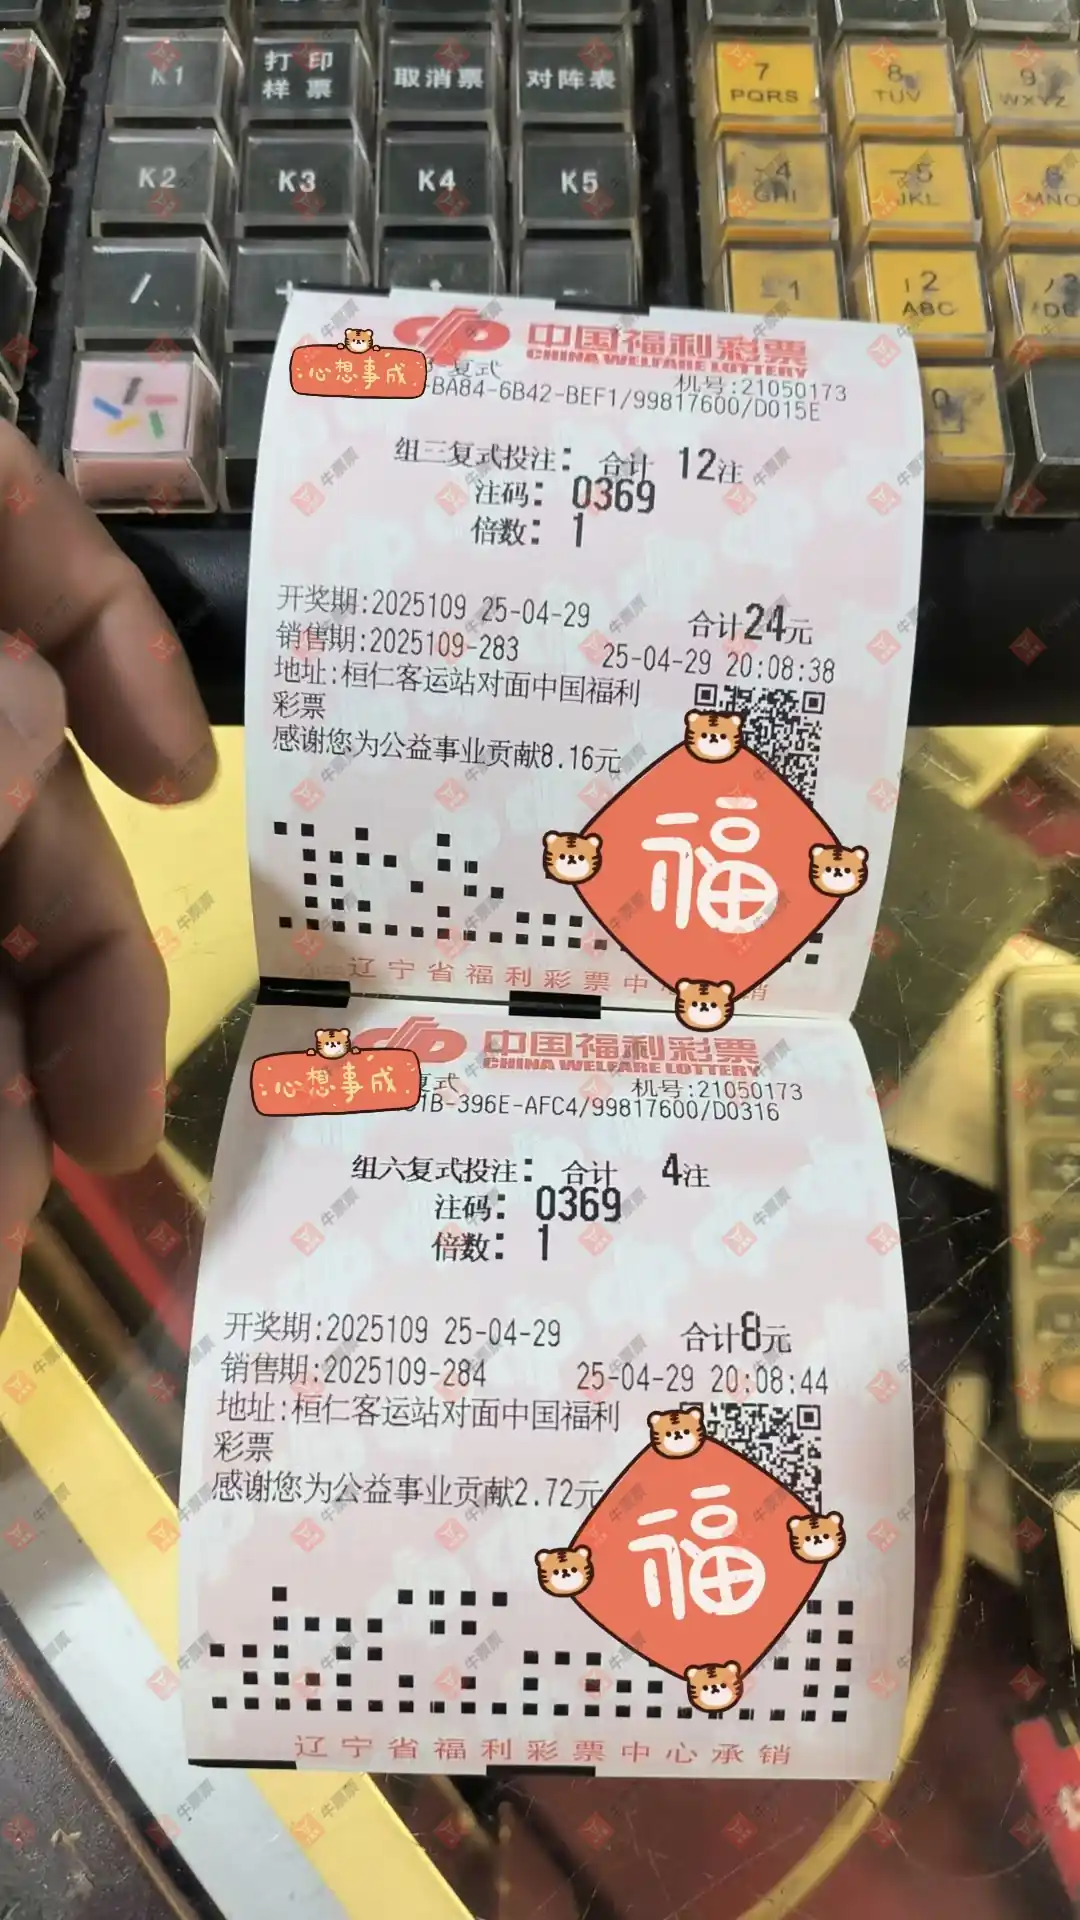 K1
打印
样票
取消票
对阵表
7
PQRS
8
TUV
9
WXYZ
K2
K3
K4
K5
4
GHI
5
JKL
6
MNO
/
+
-
1
2
ABC
3
0
中国福利彩票
CHINA WELFARE LOTTERY
心想事成
复式
机号:21050173
-BA84-6B42-BEF1/99817600/D015E
组三复式投注: 合计 12注
注码: 0369
倍数: 1
开奖期:2025109 25-04-29 合计24元
销售期:2025109-283 25-04-29 20:08:38
地址:桓仁客运站对面中国福利
彩票
感谢您为公益事业贡献8.16元
福
辽宁省福利彩票中
销
中国福利彩票
CHINA WELFARE LOTTERY
心想事成
复式
机号:21050173
1B-396E-AFC4/99817600/D0316
组六复式投注: 合计 4注
注码: 0369
倍数: 1
开奖期:2025109 25-04-29 合计8元
销售期:2025109-284 25-04-29 20:08:44
地址:桓仁客运站对面中国福利
彩票
感谢您为公益事业贡献2.72元
福
辽宁省福利彩票中心承销
牛票票